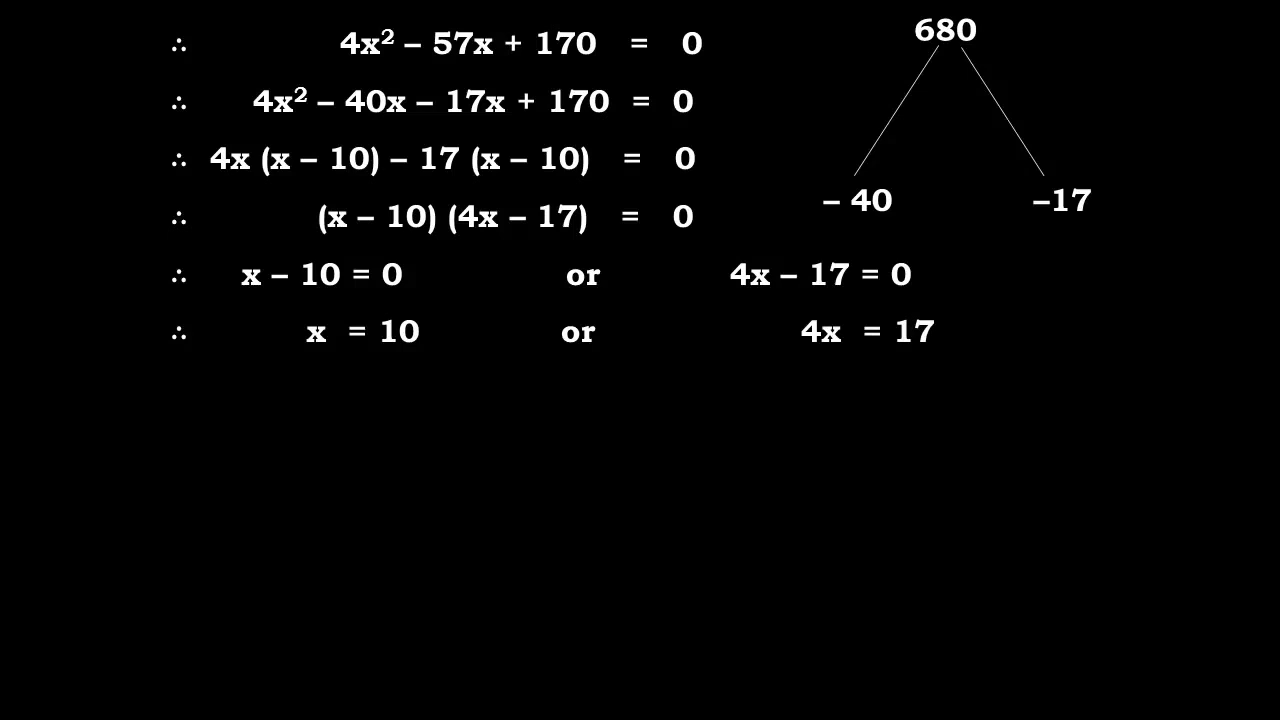 ∴ 4x² – 57x + 170 = 0
∴ 4x² – 40x – 17x + 170 = 0
∴ 4x (x – 10) – 17 (x – 10) = 0
∴ (x – 10) (4x – 17) = 0
∴ x – 10 = 0 or 4x – 17 = 0
∴ x = 10 or 4x = 17
680
– 40 –17